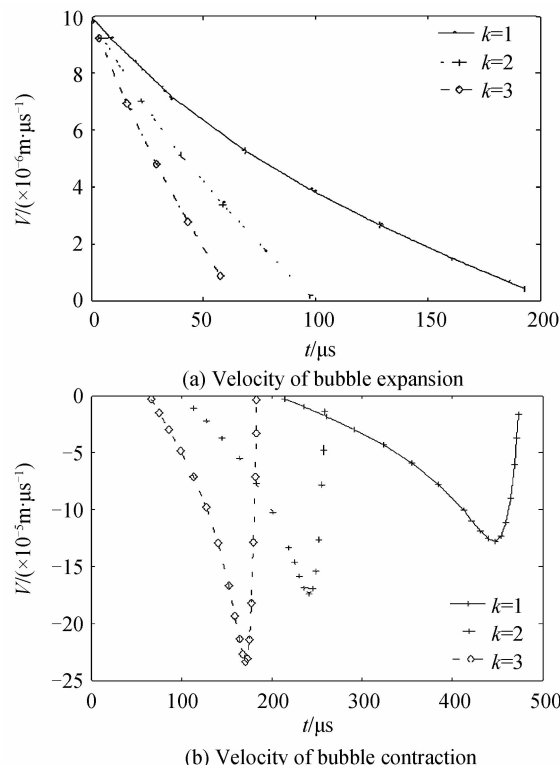 10
8
6
4
2
0
V/(×10⁻⁶m·μs⁻¹)
k=1
k=2
k=3
0 50 100 150 200
t/μs
(a) Velocity of bubble expansion
0
−5
−10
−15
−20
−25
V/(×10⁻⁵m·μs⁻¹)
k=1
k=2
k=3
0 100 200 300 400 500
t/μs
(b) Velocity of bubble contraction